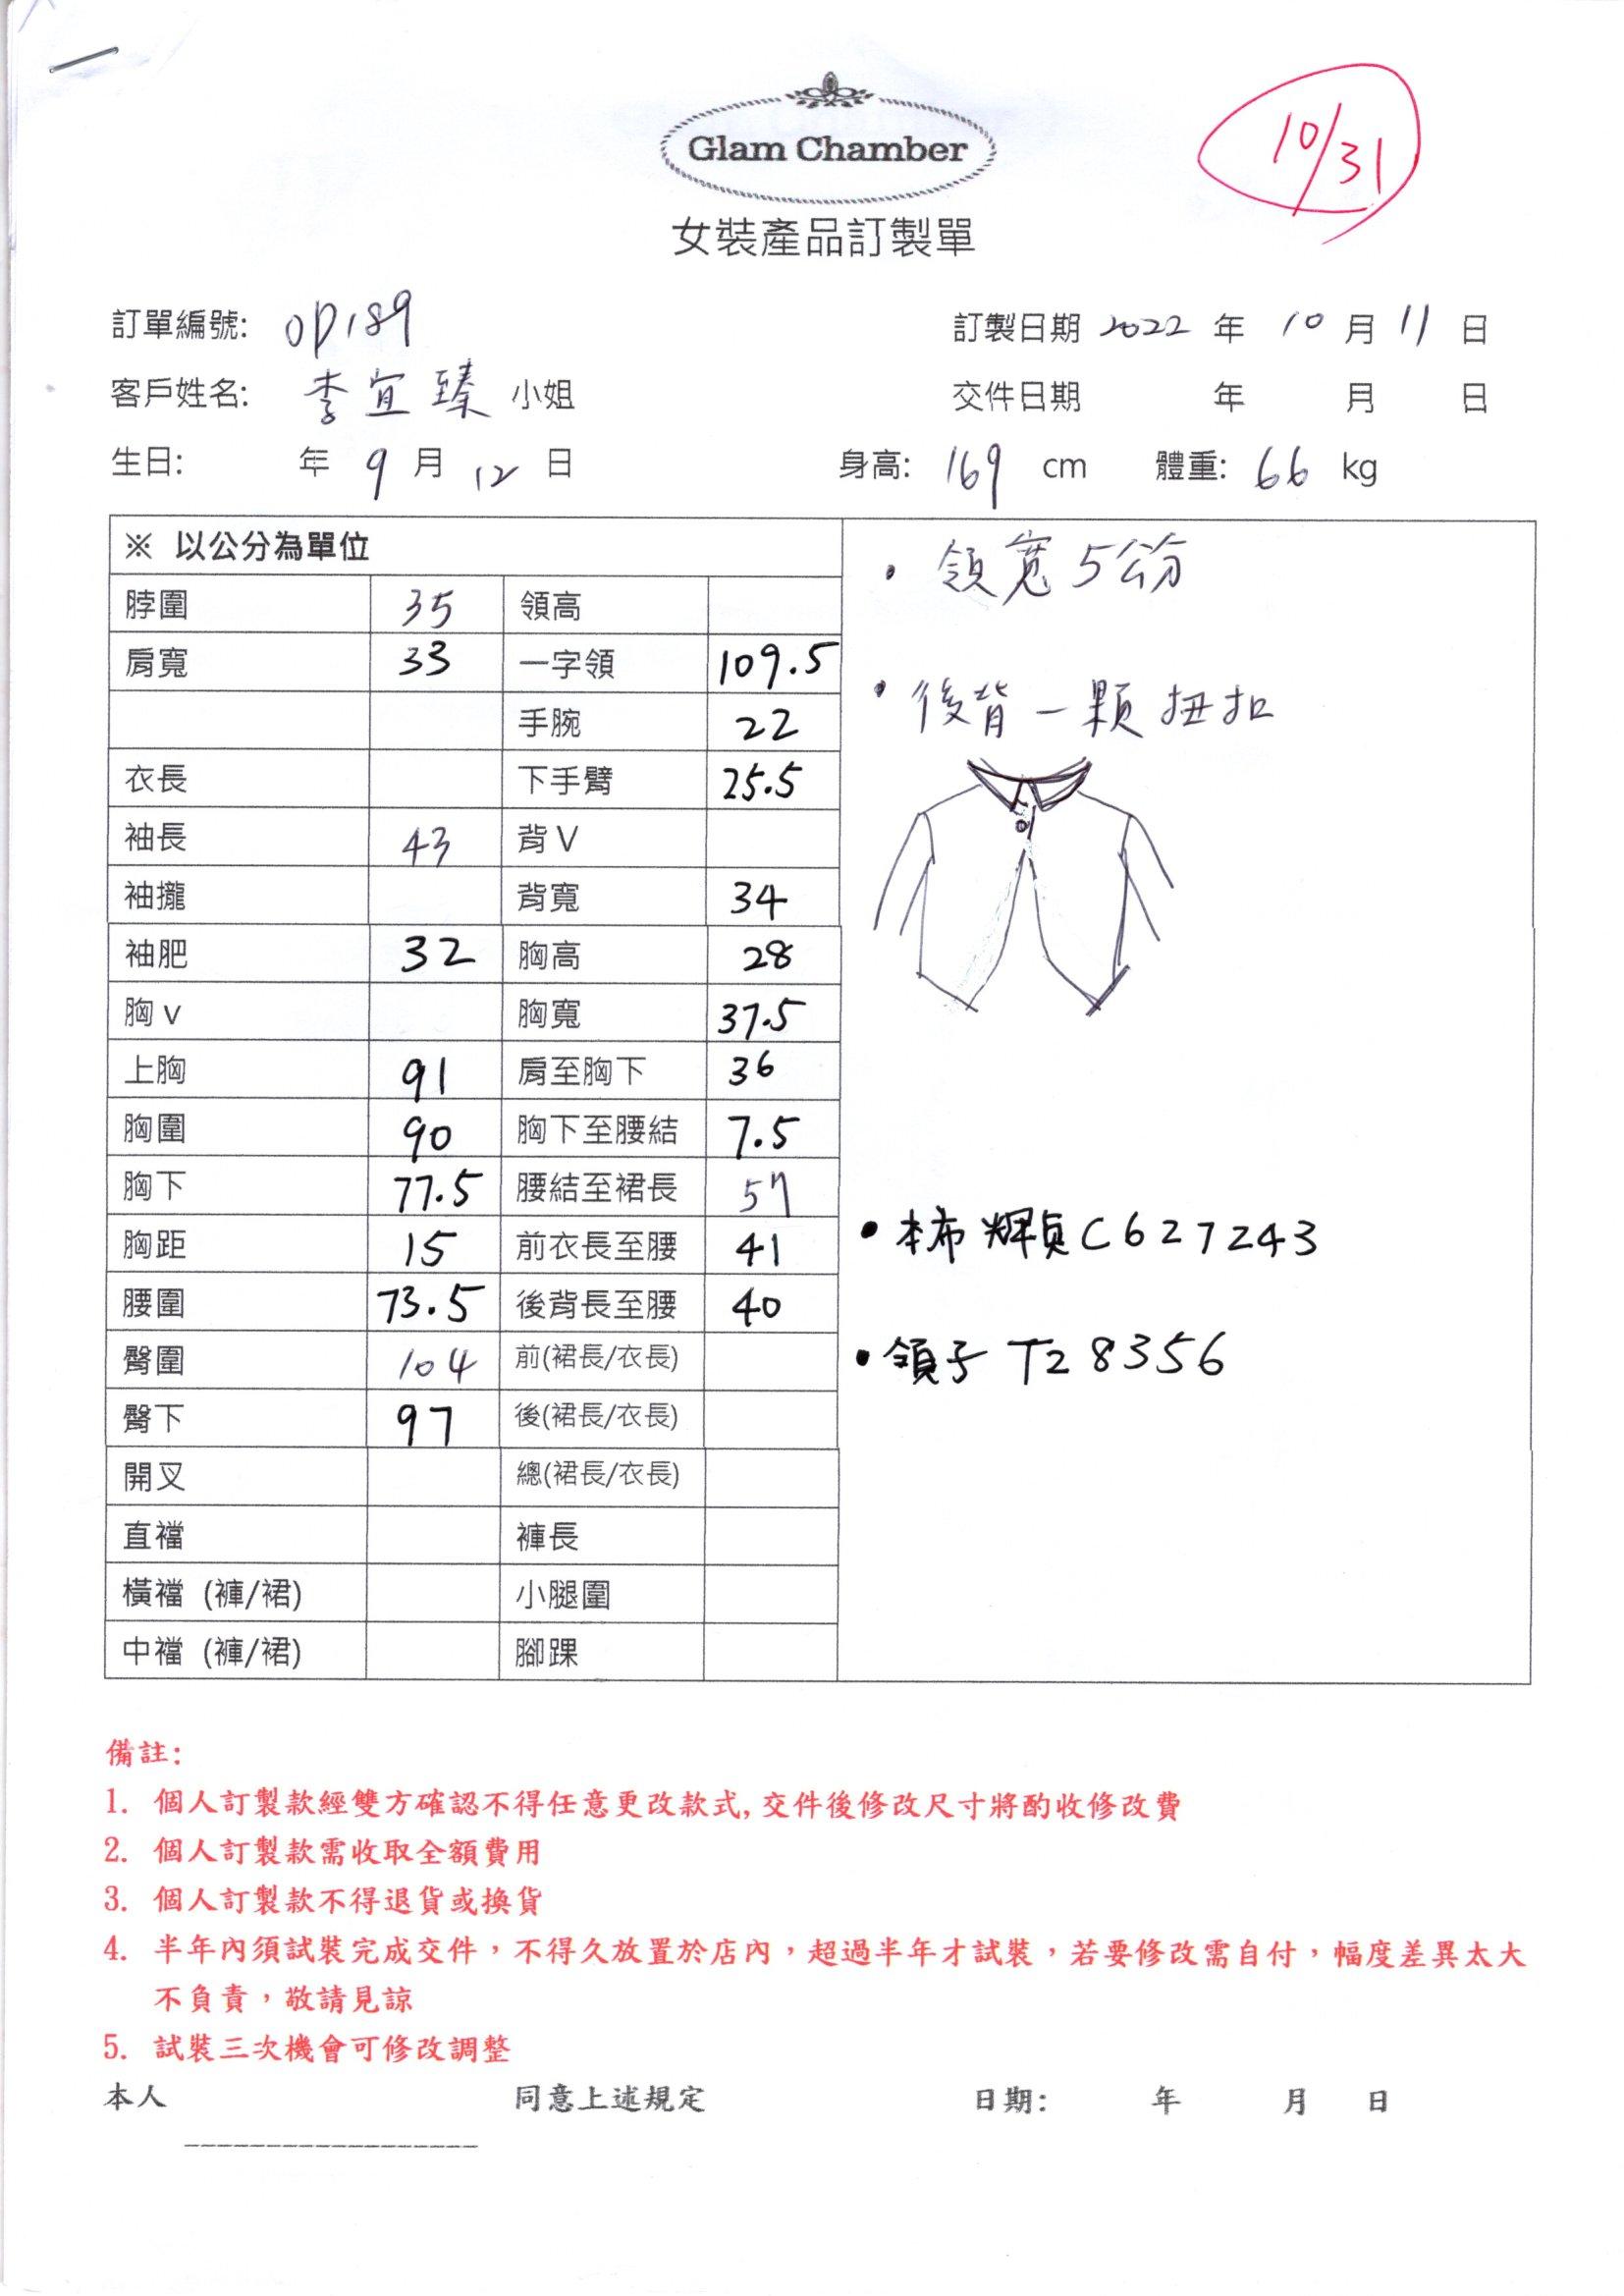 Glam Chamber
10/31
女裝產品訂製單
訂單編號: OP189
訂製日期 2022 年 10 月 11 日
客戶姓名: 李宜臻 小姐
交件日期 年 月 日
生日: 年 9 月 12 日 身高: 169 cm 體重: 66 kg
※ 以公分為單位
脖圍 35 領高
肩寬 33 一字領 109.5
手腕 22
衣長 下手臂 25.5
袖長 43 背V
袖攏 背寬 34
袖肥 32 胸高 28
胸v 胸寬 37.5
上胸 91 肩至胸下 36
胸圍 90 胸下至腰結 7.5
胸下 77.5 腰結至裙長 57
胸距 15 前衣長至腰 41
腰圍 73.5 後背長至腰 40
臀圍 104 前(裙長/衣長)
臀下 97 後(裙長/衣長)
開叉 總(裙長/衣長)
直襠 褲長
橫襠 (褲/裙) 小腿圍
中襠 (褲/裙) 腳踝
• 領寬5公分
• 後背一顆扭扣
• 本布 輝貞C627243
• 領子 T28356
備註:
1. 個人訂製款經雙方確認不得任意更改款式,交件後修改尺寸將酌收修改費
2. 個人訂製款需收取全額費用
3. 個人訂製款不得退貨或換貨
4. 半年內須試裝完成交件，不得久放置於店內，超過半年才試裝，若要修改需自付，幅度差異太大
不負責，敬請見諒
5. 試裝三次機會可修改調整
本人 同意上述規定 日期: 年 月 日